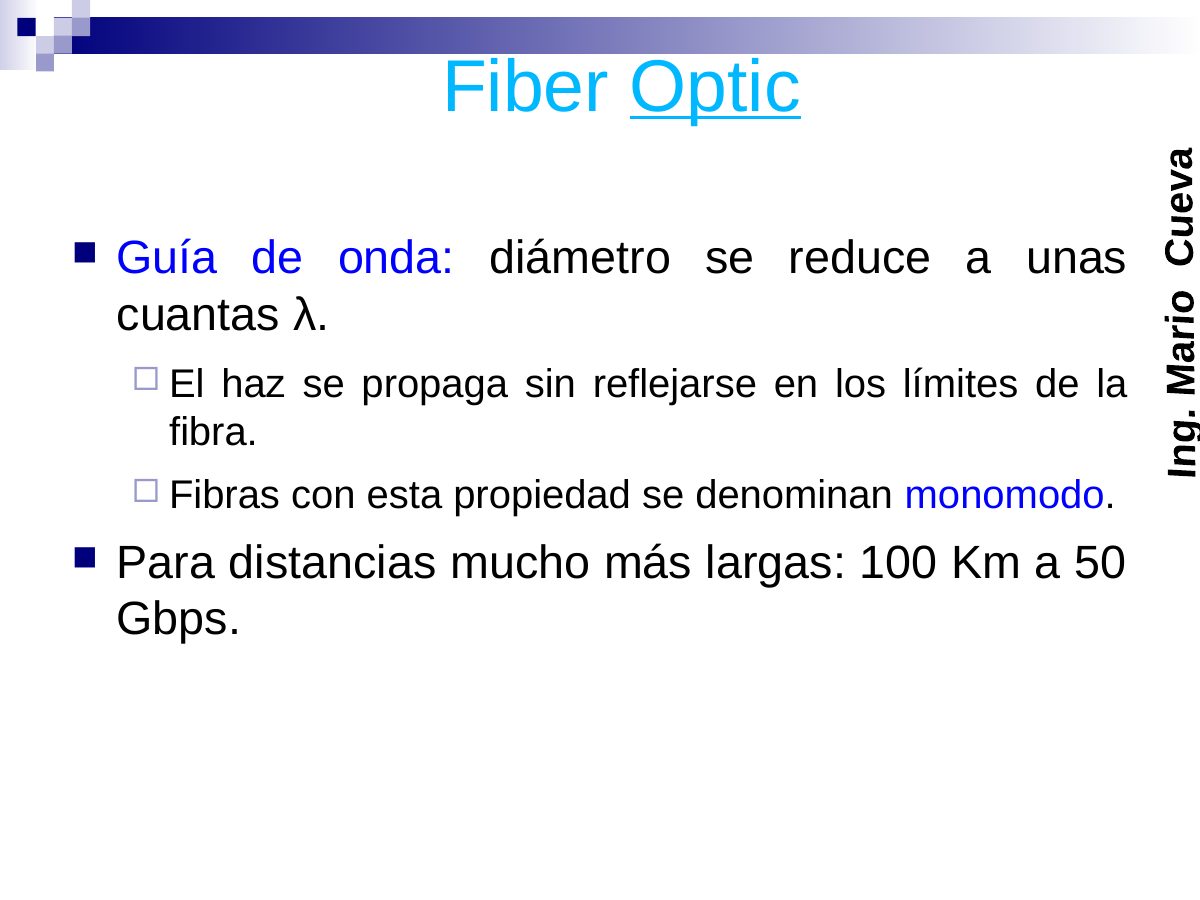 Fiber Optic
Guía de onda: diámetro se reduce a unas
cuantas λ.
El haz se propaga sin reflejarse en los límites de la
fibra.
Fibras con esta propiedad se denominan monomodo.
Para distancias mucho más largas: 100 Km a 50
Gbps.
Ing. Mario Cueva